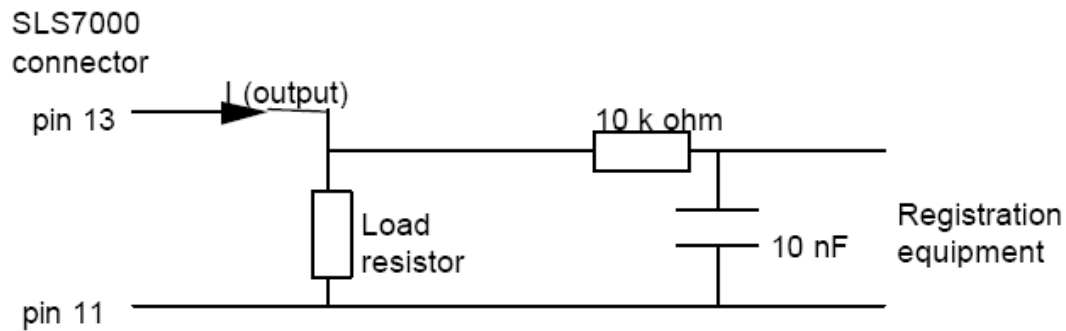 SLS7000
connector
I (output)
pin 13
10 k ohm
Load
resistor
10 nF
Registration
equipment
pin 11